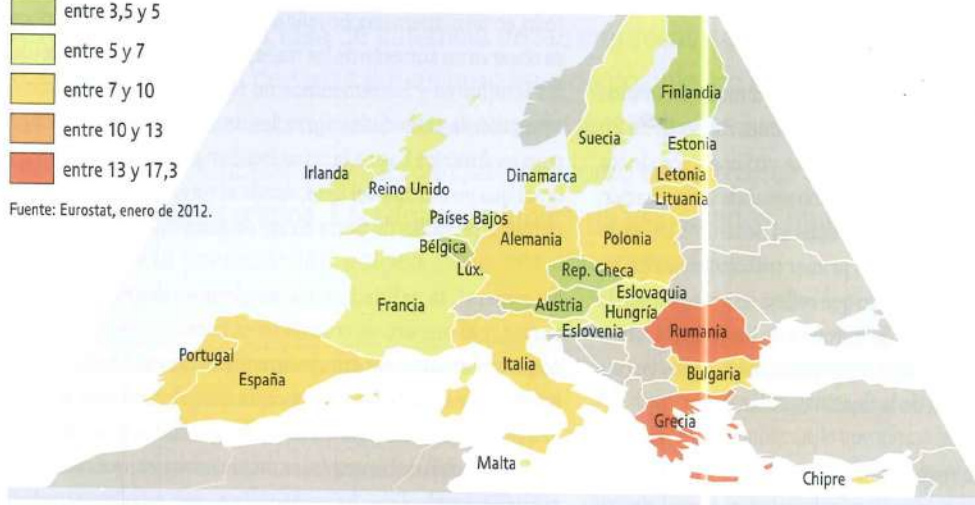 entre 3,5 y 5
entre 5 y 7
entre 7 y 10
entre 10 y 13
entre 13 y 17,3
Fuente: Eurostat, enero de 2012.
Finlandia
Suecia
Estonia
Irlanda
Reino Unido
Dinamarca
Letonia
Lituania
Países Bajos
Bélgica
Alemania
Polonia
Lux.
Rep. Checa
Francia
Austria
Eslovaquia
Hungría
Eslovenia
Rumania
Portugal
España
Italia
Bulgaria
Grecia
Malta
Chipre